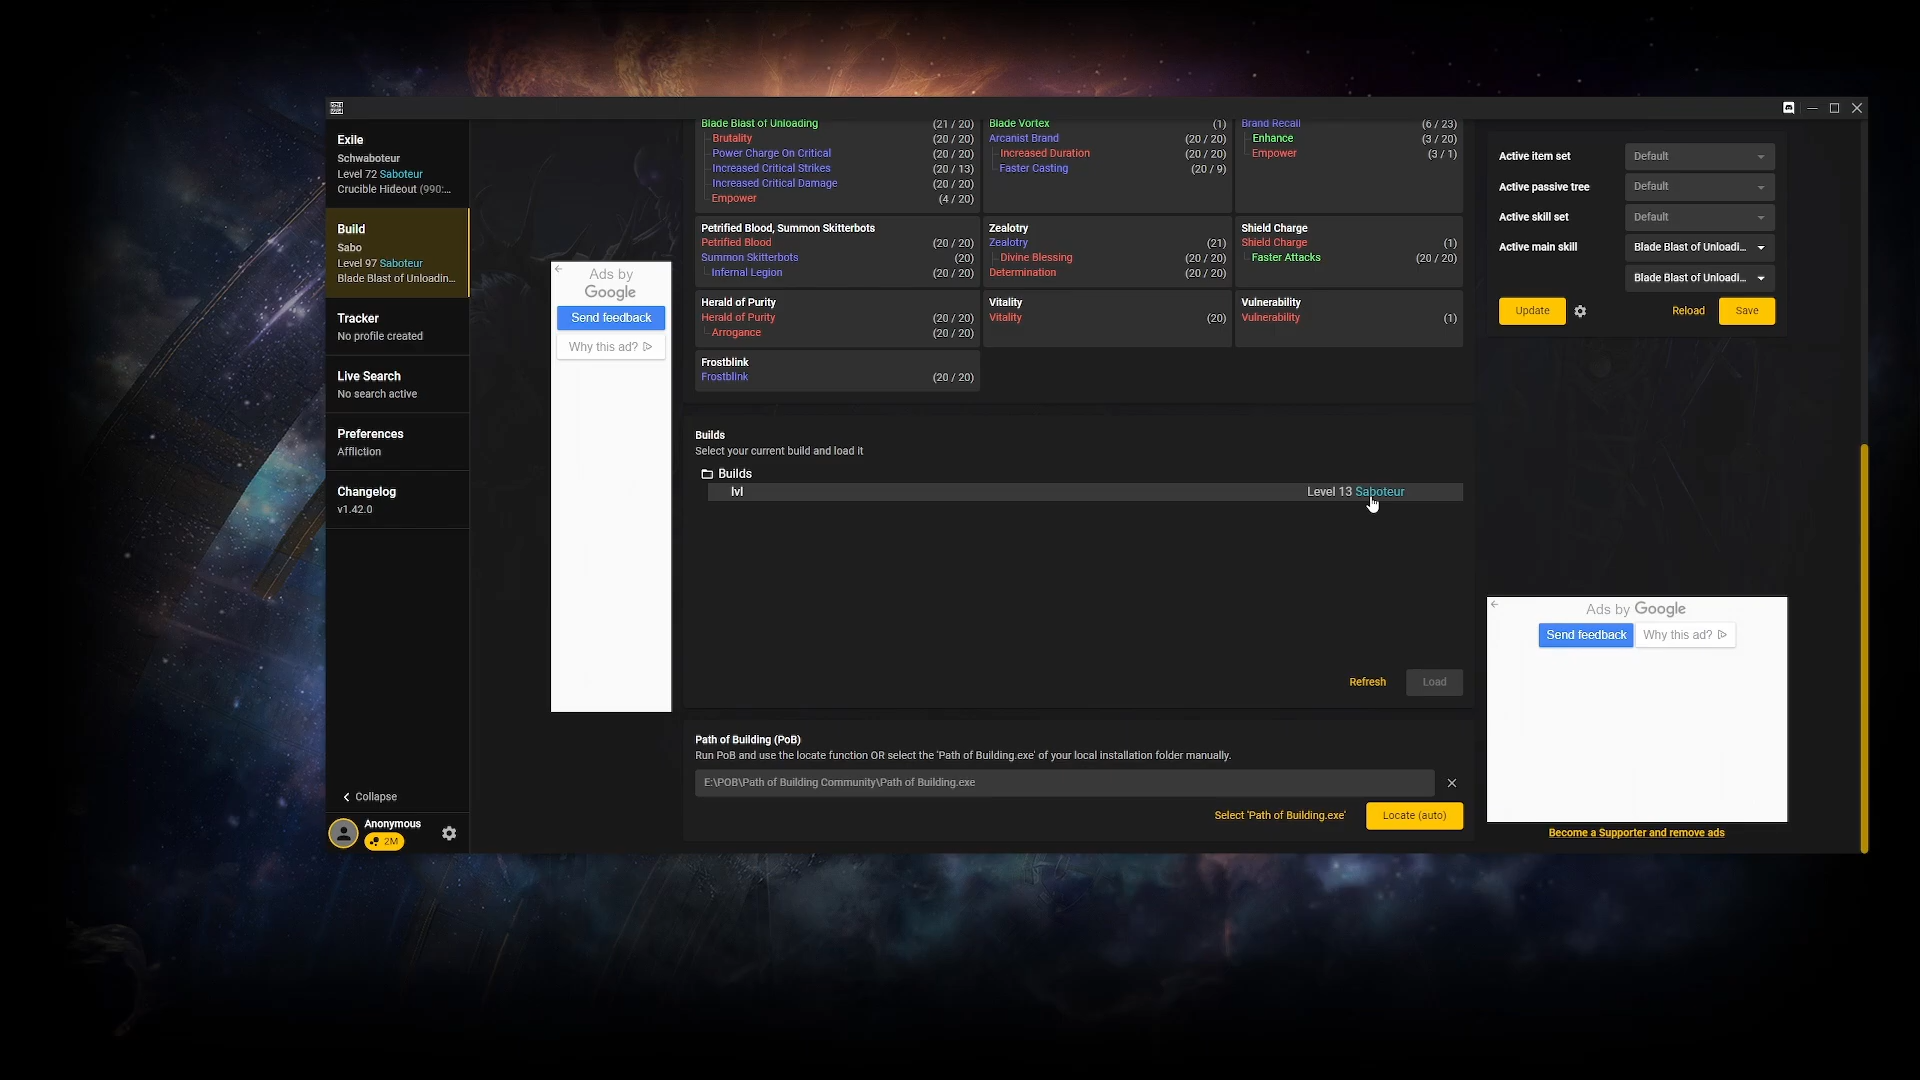 Exile
Schwaboteur
Level 72 Saboteur
Crucible Hideout (990:...
Build
Sabo
Level 97 Saboteur
Blade Blast of Unloadin...
Tracker
No profile created
Live Search
No search active
Preferences
Affliction
Changelog
v1.42.0
Collapse
Anonymous
2M
Ads by
Google
Send feedback
Why this ad?
Blade Blast of Unloading (21 / 20)
Brutality (20 / 20)
Power Charge On Critical (20 / 20)
Increased Critical Strikes (20 / 13)
Increased Critical Damage (20 / 20)
Empower (4 / 20)
Blade Vortex (1)
Arcanist Brand (20 / 20)
Increased Duration (20 / 20)
Faster Casting (20 / 9)
Brand Recall (6 / 23)
Enhance (3 / 20)
Empower (3 / 1)
Petrified Blood, Summon Skitterbots
Petrified Blood (20 / 20)
Summon Skitterbots (20)
Infernal Legion (20 / 20)
Zealotry
Zealotry (21)
Divine Blessing (20 / 20)
Determination (20 / 20)
Shield Charge
Shield Charge (1)
Faster Attacks (20 / 20)
Herald of Purity
Herald of Purity (20 / 20)
Arrogance (20 / 20)
Vitality
Vitality (20)
Vulnerability
Vulnerability (1)
Frostblink
Frostblink (20 / 20)
Builds
Select your current build and load it
Builds
lvl Level 13 Saboteur
Refresh Load
Path of Building (PoB)
Run PoB and use the locate function OR select the 'Path of Building.exe' of your local installation folder manually.
E:\POB\Path of Building Community\Path of Building.exe
Select 'Path of Building.exe' Locate (auto)
Active item set Default
Active passive tree Default
Active skill set Default
Active main skill Blade Blast of Unloadi...
Blade Blast of Unloadi...
Update Reload Save
Ads by Google
Send feedback Why this ad?
Become a Supporter and remove ads